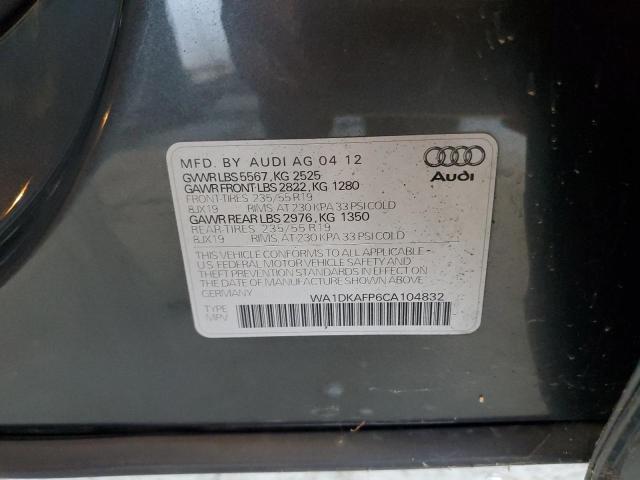 MFD. BY AUDI AG 04 12
GVWR LBS 5567, KG 2525
GAWR FRONT LBS 2822, KG 1280
FRONT-TIRES 235/55 R19
8JX19 RIMS, AT 230 KPA 33 PSI COLD
GAWR REAR LBS 2976, KG 1350
REAR-TIRES 235/55 R19
8JX19 RIMS, AT 230 KPA 33 PSI COLD
THIS VEHICLE CONFORMS TO ALL APPLICABLE -
U.S. FEDERAL MOTOR VEHICLE SAFETY AND
THEFT PREVENTION STANDARDS IN EFFECT ON
THE DATE OF MANUFACTURE SHOWN ABOVE.
GERMANY WA1DKAFP6CA104832
TYPE
MPV
Audi